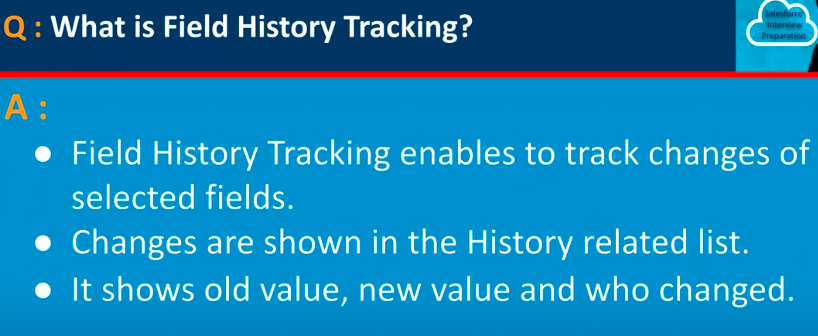 Q : What is Field History Tracking?
Salesforce
Interview
Preparation
A :
● Field History Tracking enables to track changes of
selected fields.
● Changes are shown in the History related list.
● It shows old value, new value and who changed.